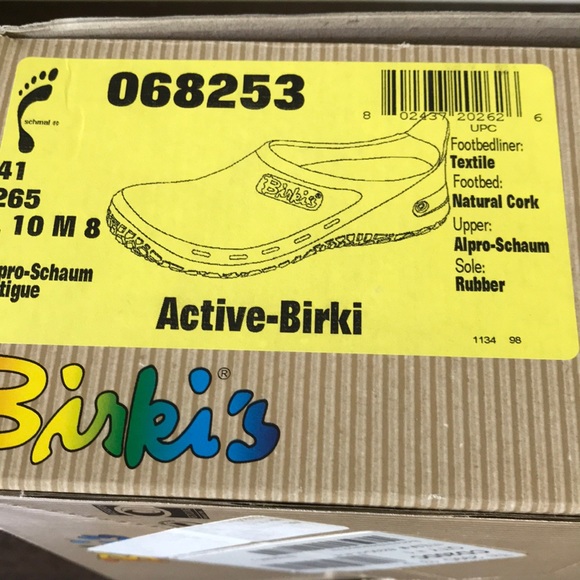 068253
schmal
8 02437 20262 6
UPC
41
265
10 M 8
Footbedliner:
Textile
Footbed:
Natural Cork
Upper:
Alpro-Schaum
Sole:
Rubber
Birki's
pro-Schaum
tigue
Active-Birki
1134 98
Birki's®